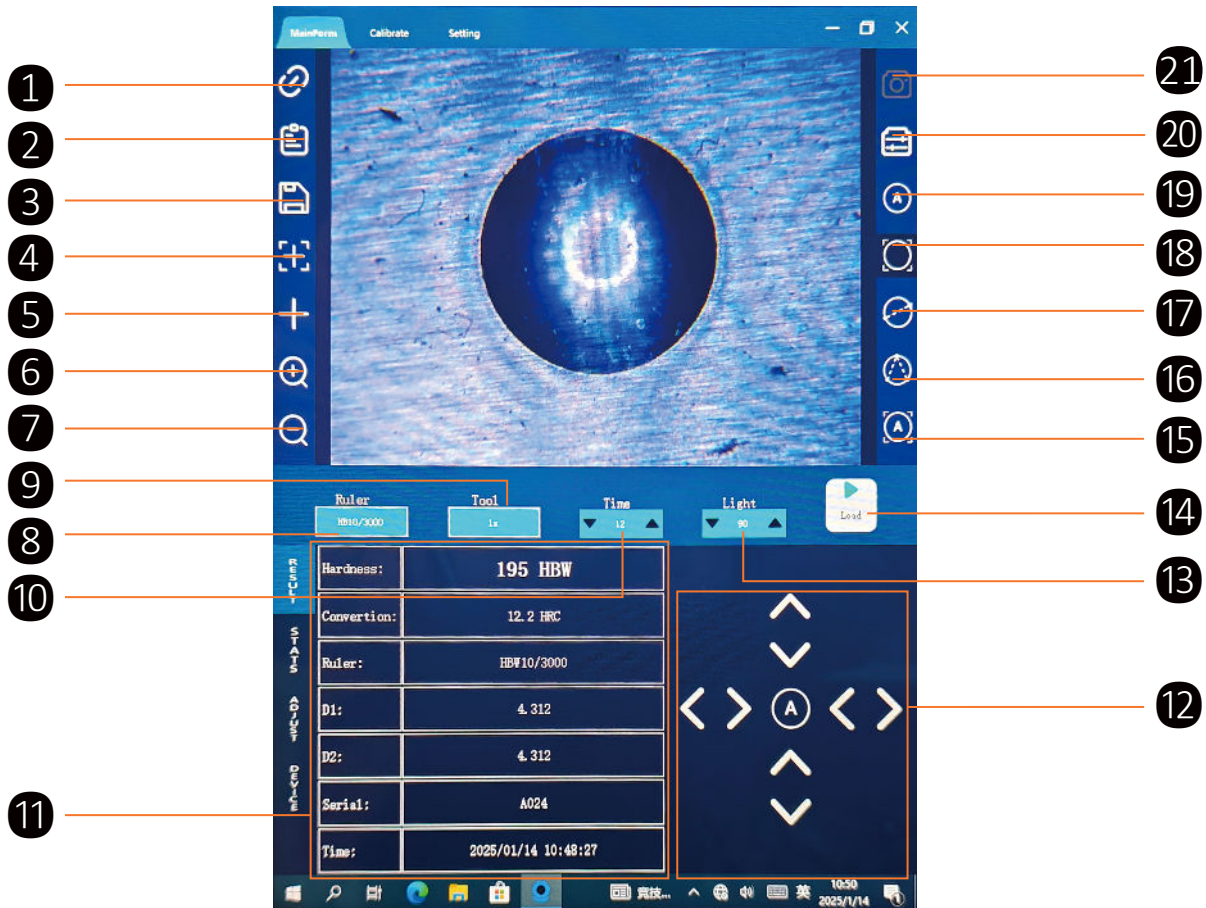 MainForm Calibrate Setting
1
2
3
4
5
6
7
8
9
10
11
21
20
19
18
17
16
15
14
13
12
A
A
Ruler Tool Time Light
HB10/3000 1x 12 90 Load
RESULT
STATS
ADJUST
DEVICE
Hardness: 195 HBW
Convertion: 12.2 HRC
Ruler: HBW10/3000
D1: 4.312
D2: 4.312
Serial: A024
Time: 2025/01/14 10:48:27
A
竞技... 英 10:50
2025/1/14
1